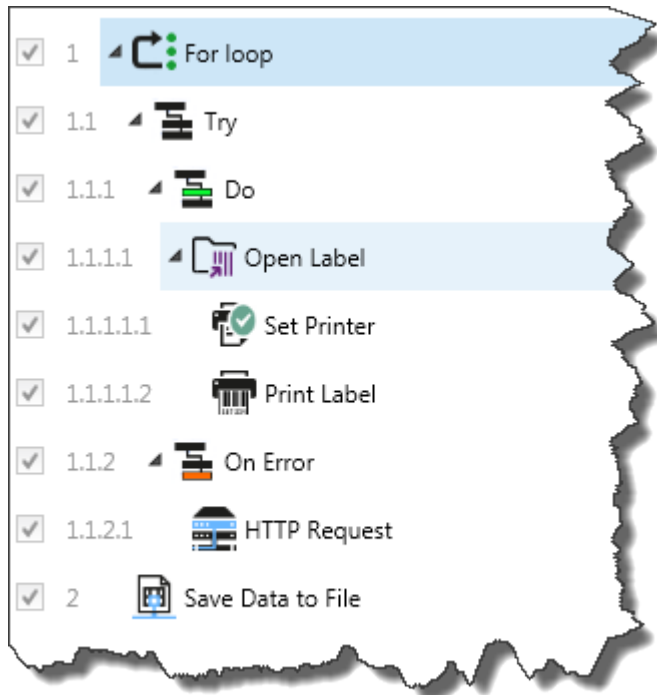 1 For loop
1.1 Try
1.1.1 Do
1.1.1.1 Open Label
1.1.1.1.1 Set Printer
1.1.1.1.2 Print Label
1.1.2 On Error
1.1.2.1 HTTP Request
2 Save Data to File